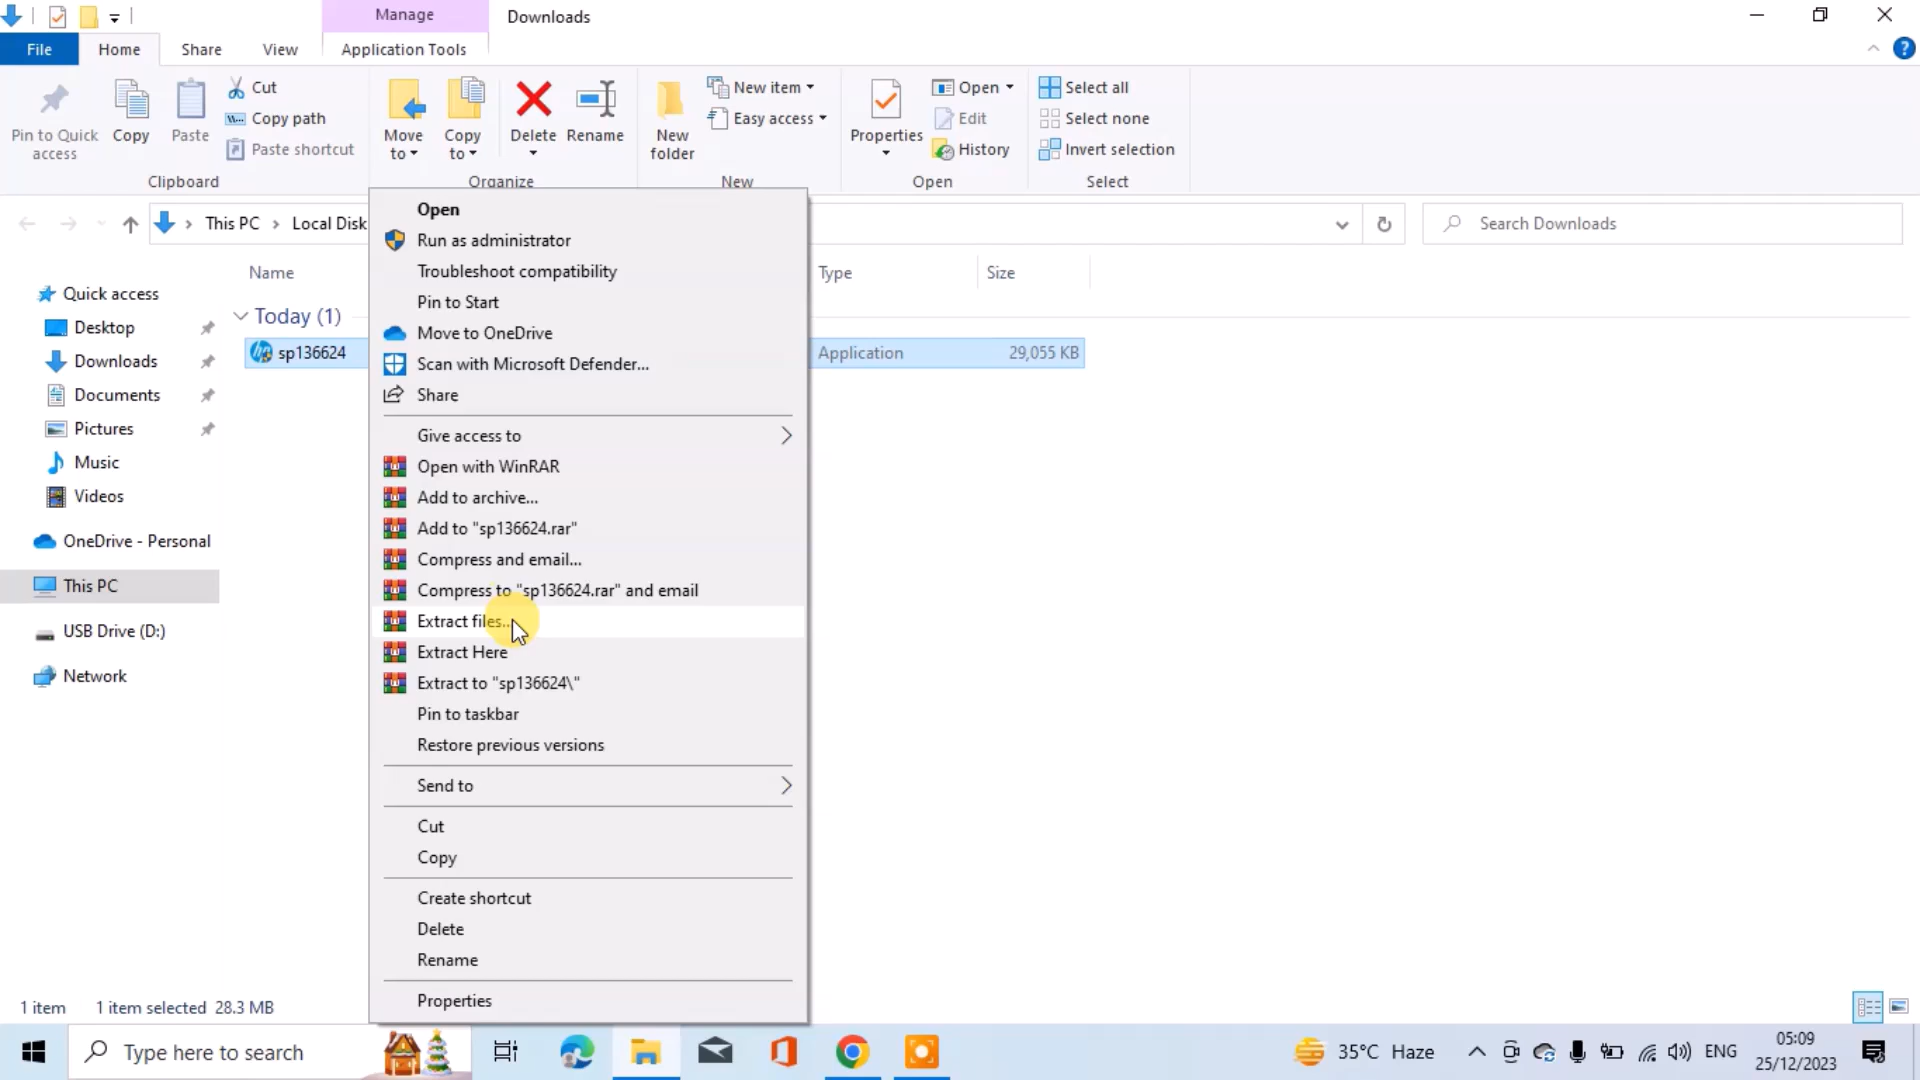 Manage
Downloads
File
Home
Share
View
Application Tools
Pin to Quick access
Copy
Paste
Cut
Copy path
Paste shortcut
Clipboard
Move to
Copy to
Delete
Rename
Organize
New folder
New item
Easy access
New
Properties
Open
Edit
History
Open
Select all
Select none
Invert selection
Select
This PC
Local Disk
Search Downloads
Name
Type
Size
Today (1)
sp136624
Application
29,055 KB
Quick access
Desktop
Downloads
Documents
Pictures
Music
Videos
OneDrive - Personal
This PC
USB Drive (D:)
Network
Open
Run as administrator
Troubleshoot compatibility
Pin to Start
Move to OneDrive
Scan with Microsoft Defender...
Share
Give access to
Open with WinRAR
Add to archive...
Add to "sp136624.rar"
Compress and email...
Compress to "sp136624.rar" and email
Extract files...
Extract Here
Extract to "sp136624\"
Pin to taskbar
Restore previous versions
Send to
Cut
Copy
Create shortcut
Delete
Rename
Properties
1 item
1 item selected 28.3 MB
Type here to search
35°C Haze
ENG
05:09
25/12/2023